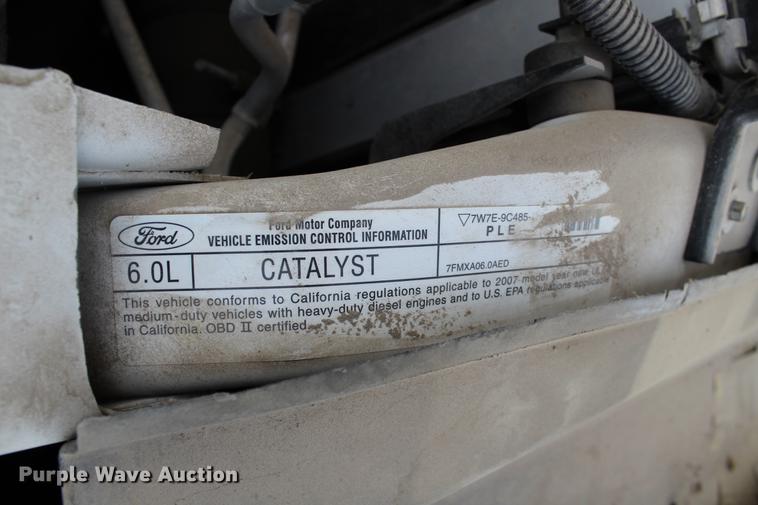 Ford
Ford Motor Company
VEHICLE EMISSION CONTROL INFORMATION
▽7W7E-9C485-
PLE
6.0L
CATALYST
7FMXA06.0AED
This vehicle conforms to California regulations applicable to 2007 model year new
medium-duty vehicles with heavy-duty diesel engines and to U.S. EPA regulations applicable
in California. OBD II certified.
Purple Wave Auction